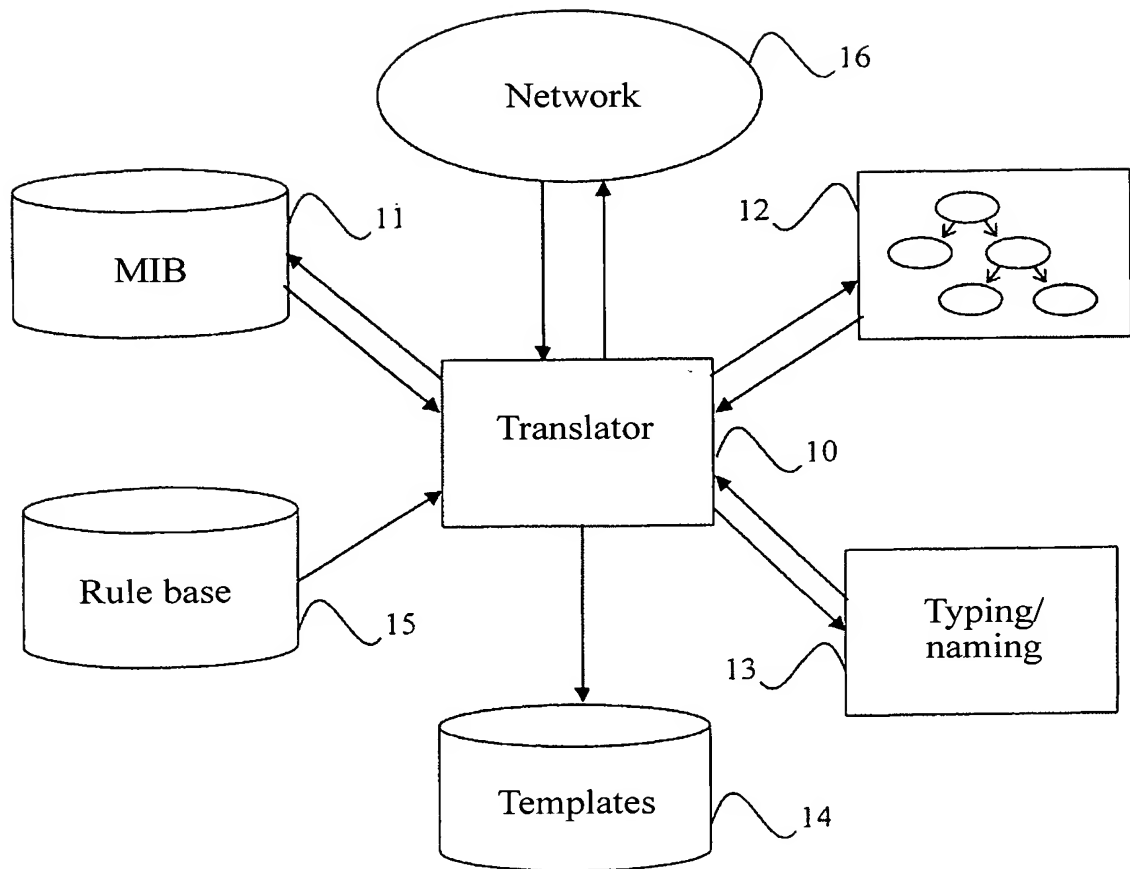 16
Network
12
11
MIB
Translator
10
Rule base
15
Typing/
naming
13
Templates
14